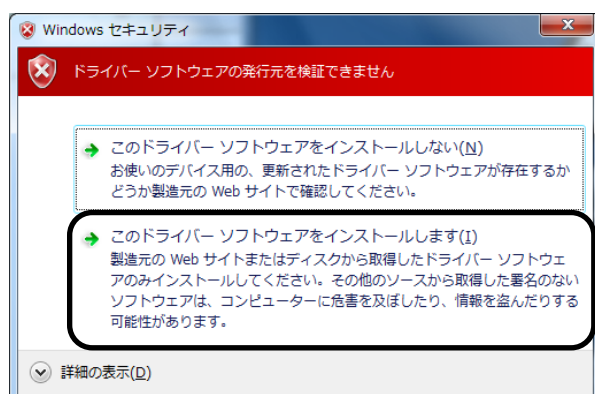 Windows セキュリティ
ドライバー ソフトウェアの発行元を検証できません
このドライバー ソフトウェアをインストールしない(N)
お使いのデバイス用の、更新されたドライバー ソフトウェアが存在するか
どうか製造元の Web サイトで確認してください。
このドライバー ソフトウェアをインストールします(I)
製造元の Web サイトまたはディスクから取得したドライバー ソフトウェ
アのみインストールしてください。その他のソースから取得した署名のない
ソフトウェアは、コンピューターに危害を及ぼしたり、情報を盗んだりする
可能性があります。
詳細の表示(D)